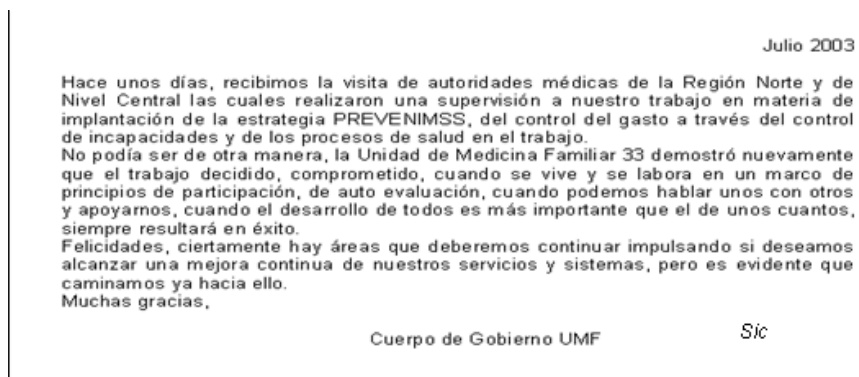 Julio 2003
Hace unos días, recibimos la visita de autoridades médicas de la Región Norte y de
Nivel Central las cuales realizaron una supervisión a nuestro trabajo en materia de
implantación de la estrategia PREVENIMSS, del control del gasto a través del control
de incapacidades y de los procesos de salud en el trabajo.
No podía ser de otra manera, la Unidad de Medicina Familiar 33 demostró nuevamente
que el trabajo decidido, comprometido, cuando se vive y se labora en un marco de
principios de participación, de auto evaluación, cuando podemos hablar unos con otros
y apoyarnos, cuando el desarrollo de todos es más importante que el de unos cuantos,
siempre resultará en éxito.
Felicidades, ciertamente hay áreas que deberemos continuar impulsando si deseamos
alcanzar una mejora continua de nuestros servicios y sistemas, pero es evidente que
caminamos ya hacia ello.
Muchas gracias,
Cuerpo de Gobierno UMF Sic